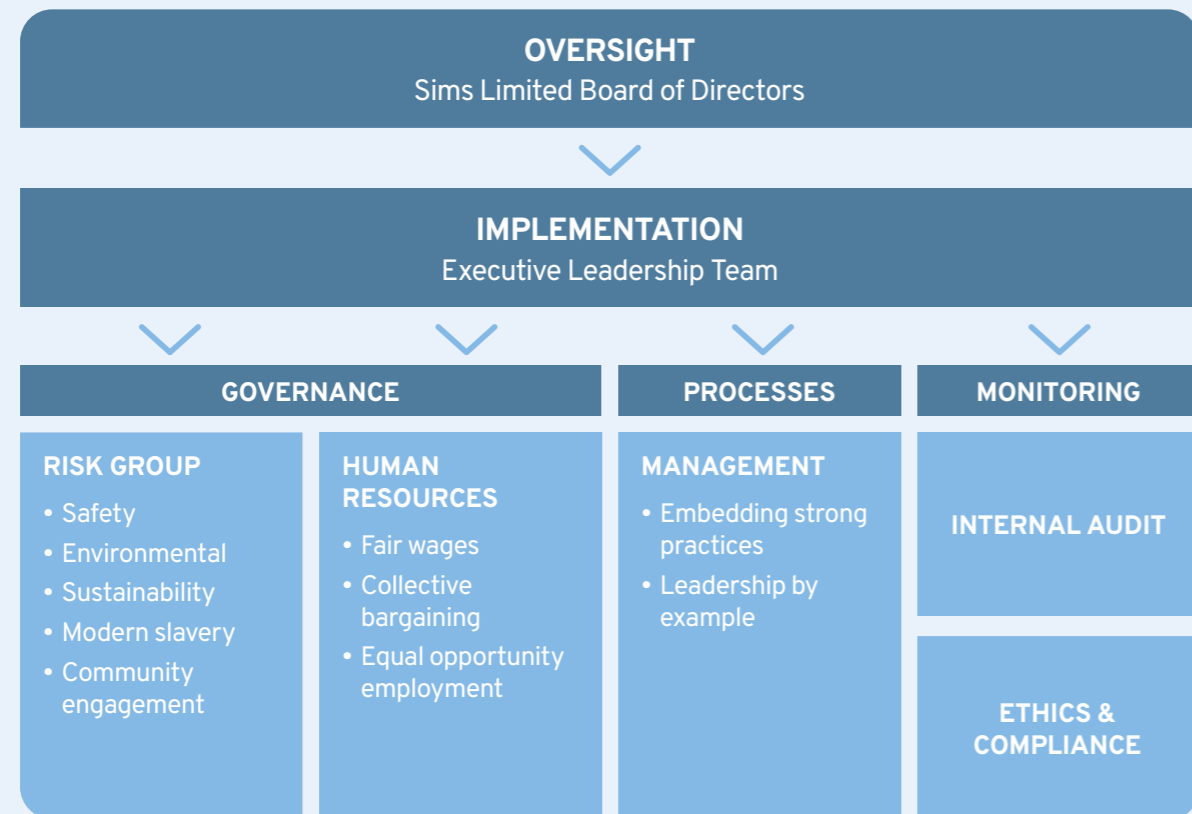 OVERSIGHT
Sims Limited Board of Directors
IMPLEMENTATION
Executive Leadership Team
GOVERNANCE
PROCESSES
MONITORING
RISK GROUP
• Safety
• Environmental
• Sustainability
• Modern slavery
• Community
engagement
HUMAN
RESOURCES
• Fair wages
• Collective
bargaining
• Equal opportunity
employment
MANAGEMENT
• Embedding strong
practices
• Leadership by
example
INTERNAL AUDIT
ETHICS &
COMPLIANCE